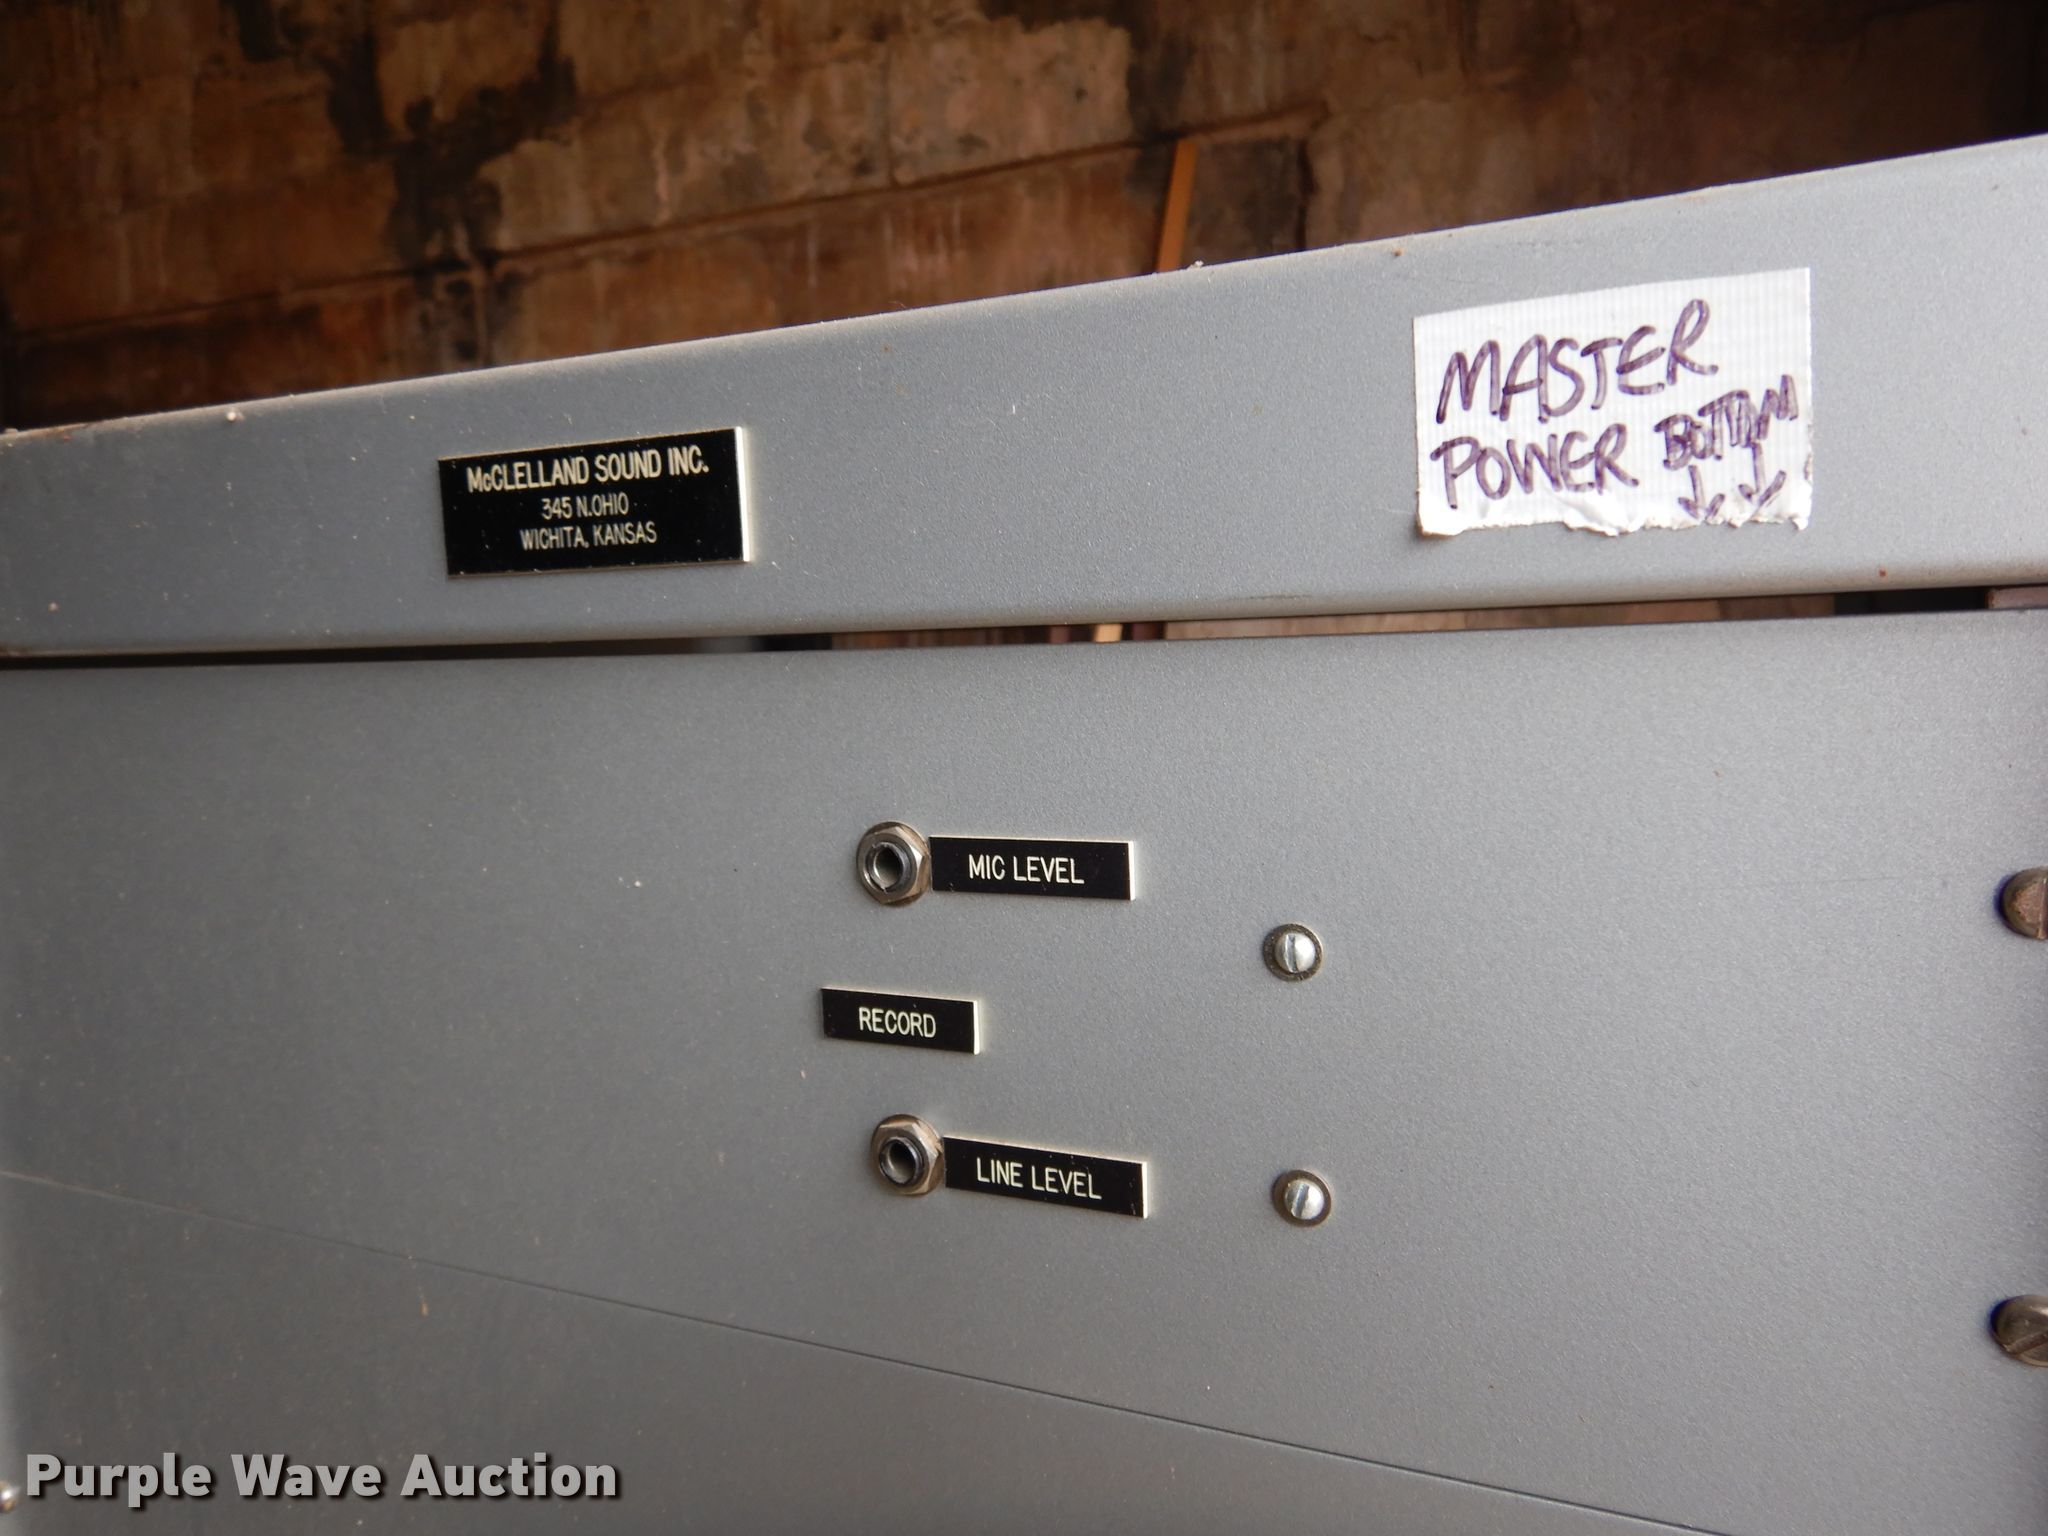 McCLELLAND SOUND INC.
345 N.OHIO
WICHITA, KANSAS
MASTER
POWER BOTTOM
MIC LEVEL
RECORD
LINE LEVEL
Purple Wave Auction